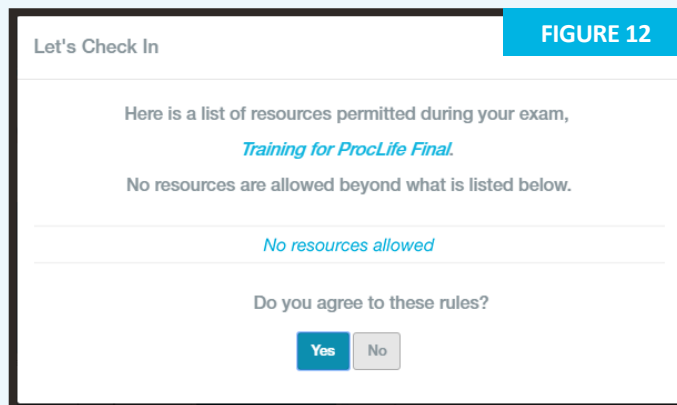 FIGURE 12
Let's Check In
Here is a list of resources permitted during your exam,
Training for ProcLife Final.
No resources are allowed beyond what is listed below.
No resources allowed
Do you agree to these rules?
Yes No